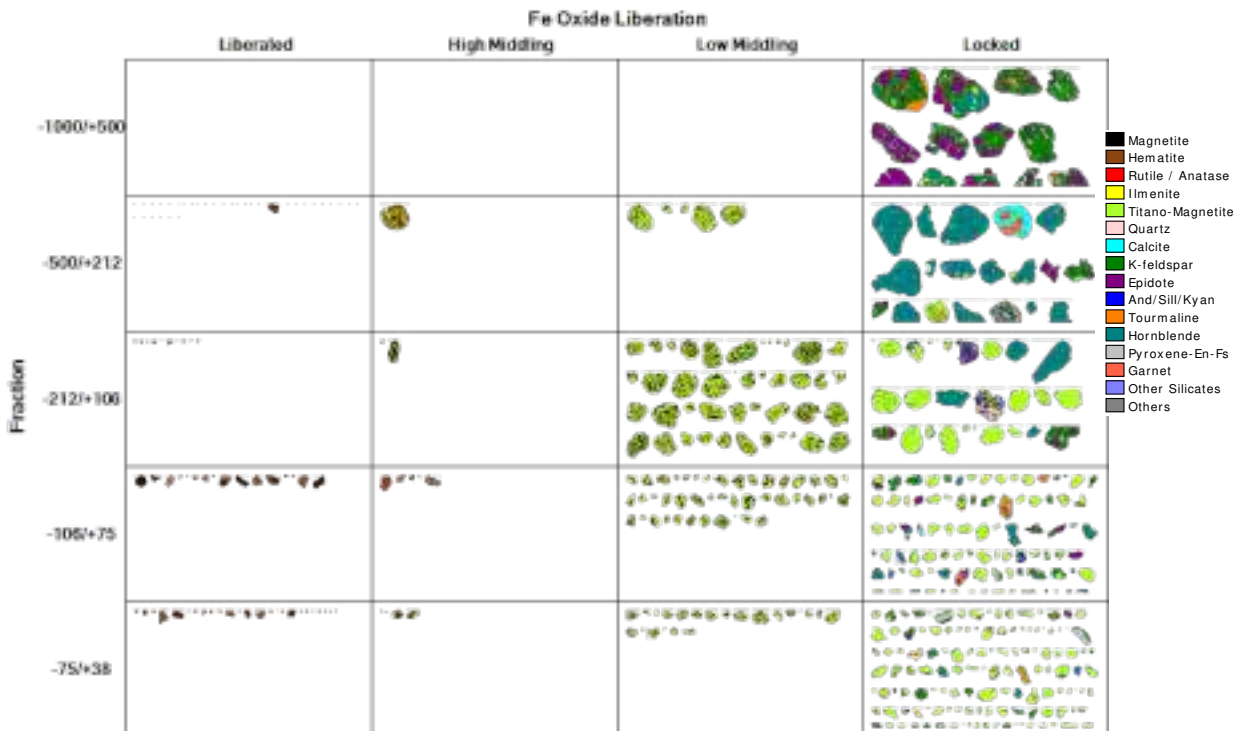 Fe Oxide Liberation
Liberated High Middling Low Middling Locked
-1000/+500
-500/+212
-212/+106
-106/+75
-75/+38
Fraction
Magnetite
Hematite
Rutile / Anatase
Ilmenite
Titano-Magnetite
Quartz
Calcite
K-feldspar
Epidote
And/Sill/Kyan
Tourmaline
Hornblende
Pyroxene-En-Fs
Garnet
Other Silicates
Others